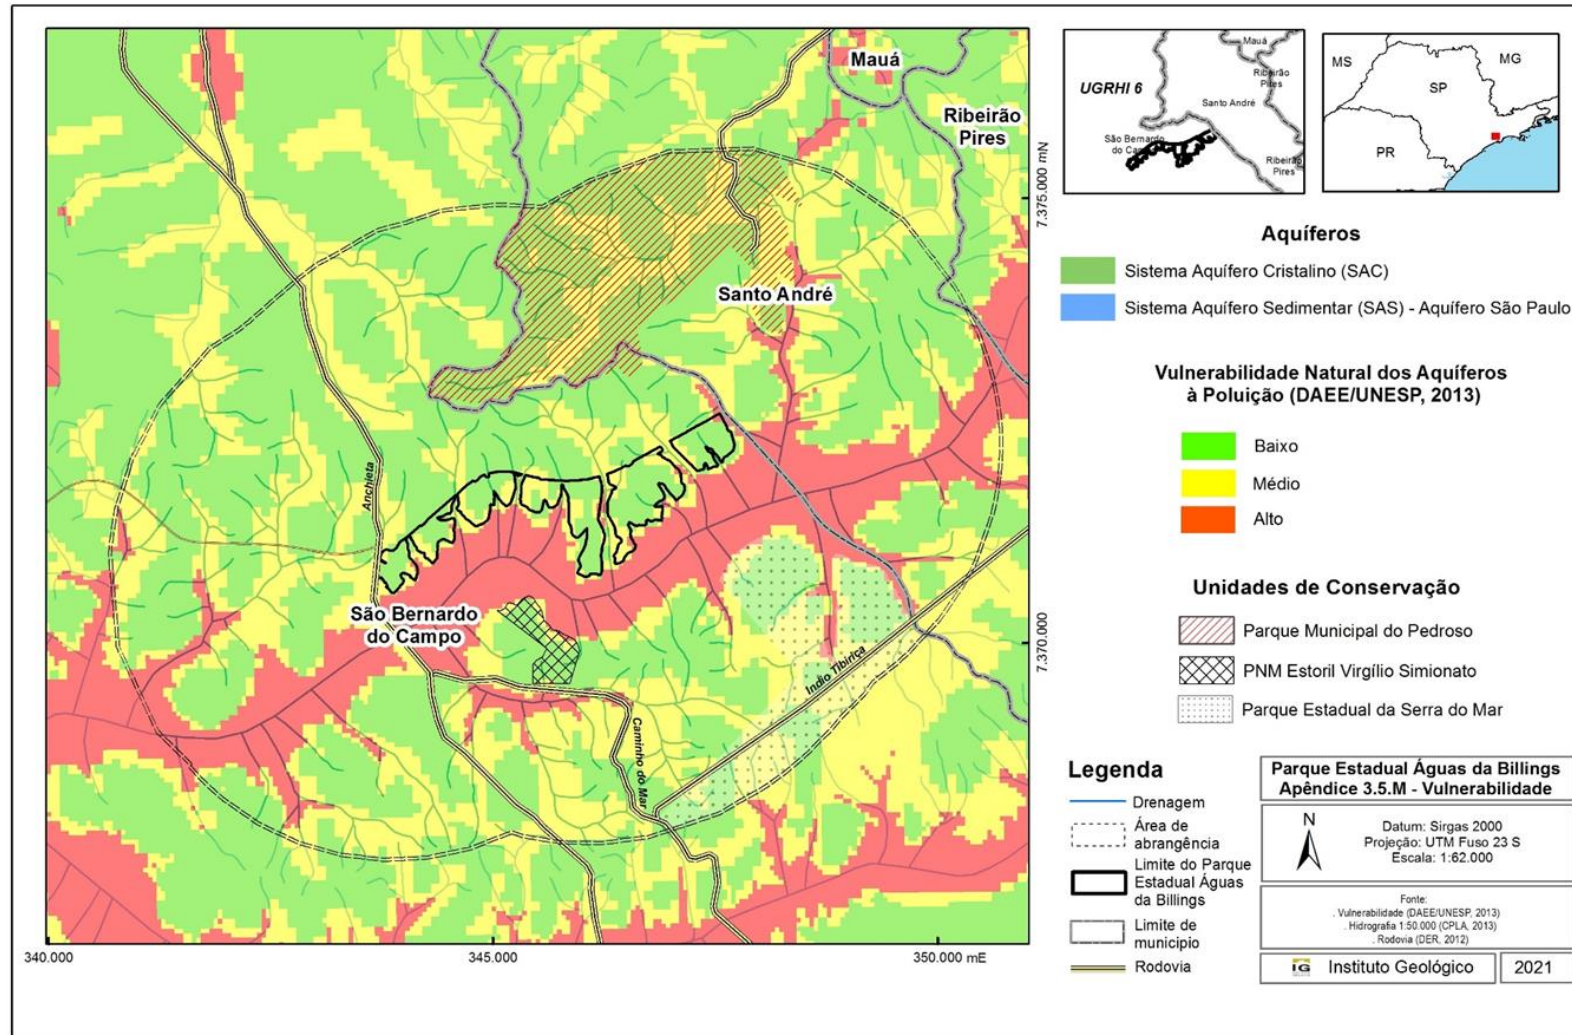 Mauá
Ribeirão
Pires
Santo André
São Bernardo
do Campo
Anchieta
Caminho do Mar
Indio Tibiriça
7.375.000 mN
7.370.000
340.000
345.000
350.000 mE
UGRHI 6
Mauá
Ribeirão
Pires
Santo André
São Bernardo
Ribeirão
Pires
MS
MG
SP
PR
Aquíferos
Sistema Aquífero Cristalino (SAC)
Sistema Aquífero Sedimentar (SAS) - Aquífero São Paulo
Vulnerabilidade Natural dos Aquíferos
à Poluição (DAEE/UNESP, 2013)
Baixo
Médio
Alto
Unidades de Conservação
Parque Municipal do Pedroso
PNM Estoril Virgílio Simionato
Parque Estadual da Serra do Mar
Legenda
Drenagem
Área de
abrangência
Limite do Parque
Estadual Águas
da Billings
Limite de
municipio
Rodovia
Parque Estadual Águas da Billings
Apêndice 3.5.M - Vulnerabilidade
N
Datum: Sirgas 2000
Projeção: UTM Fuso 23 S
Escala: 1:62.000
Fonte:
. Vulnerabilidade (DAEE/UNESP, 2013)
. Hidrografia 1:50.000 (CPLA, 2013)
. Rodovia (DER, 2012)
IG Instituto Geológico
2021